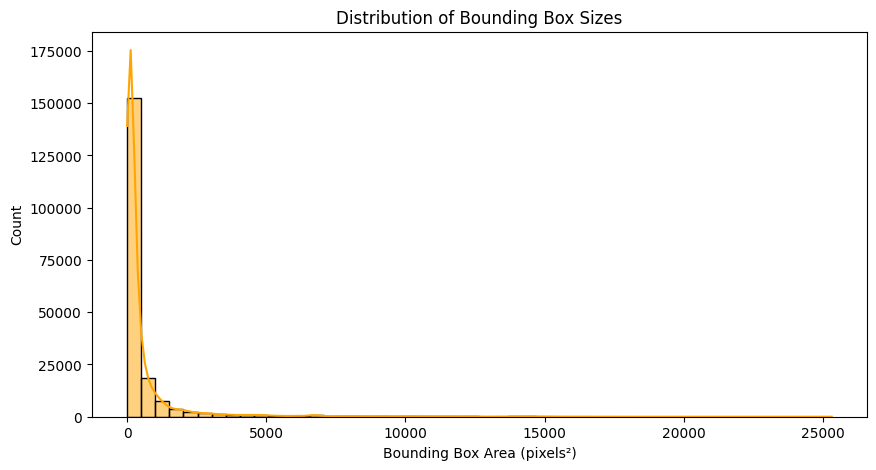 Distribution of Bounding Box Sizes
175000
150000
125000
100000
75000
50000
25000
0
Count
0 5000 10000 15000 20000 25000
Bounding Box Area (pixels²)